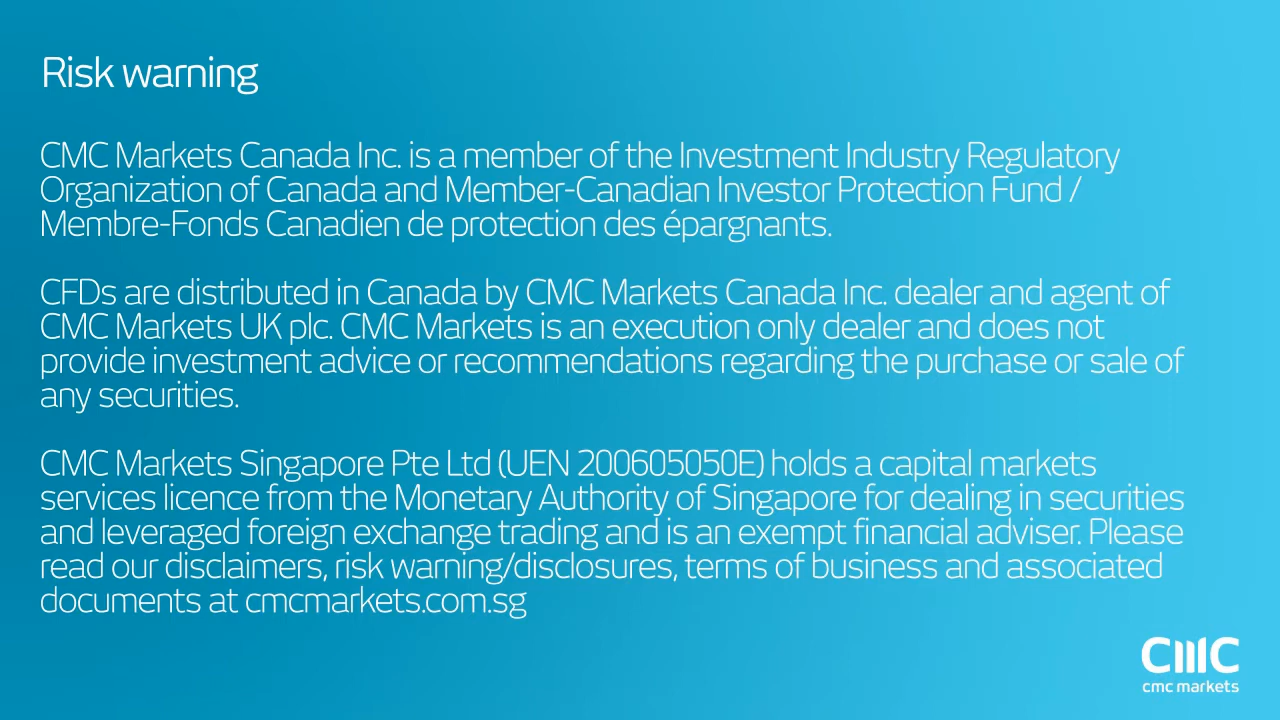 Risk warning
CMC Markets Canada Inc. is a member of the Investment Industry Regulatory
Organization of Canada and Member-Canadian Investor Protection Fund /
Membre-Fonds Canadien de protection des épargnants.
CFDs are distributed in Canada by CMC Markets Canada Inc. dealer and agent of
CMC Markets UK plc. CMC Markets is an execution only dealer and does not
provide investment advice or recommendations regarding the purchase or sale of
any securities.
CMC Markets Singapore Pte Ltd (UEN 200605050E) holds a capital markets
services licence from the Monetary Authority of Singapore for dealing in securities
and leveraged foreign exchange trading and is an exempt financial adviser. Please
read our disclaimers, risk warning/disclosures, terms of business and associated
documents at cmcmarkets.com.sg
CMC
cmc markets